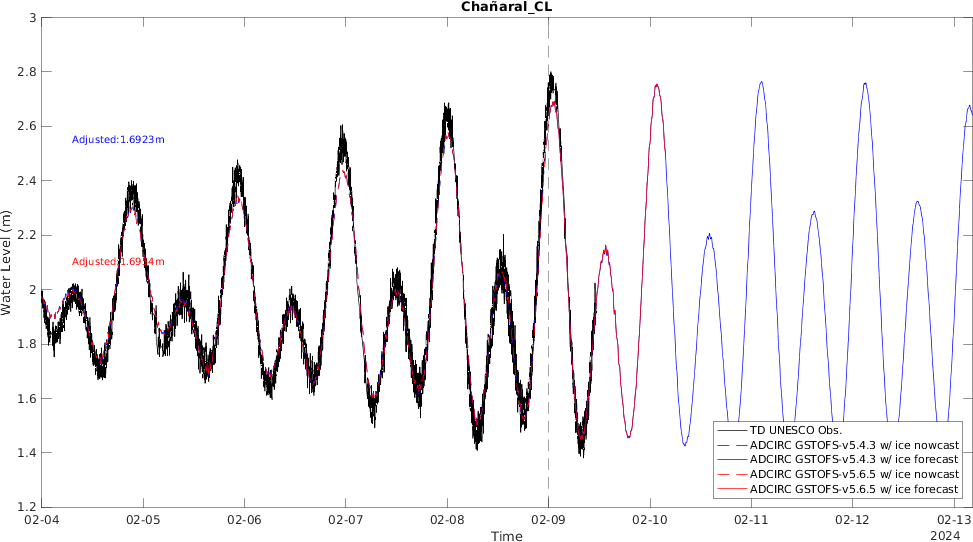 Chañaral_CL
3
2.8
2.6
2.4
2.2
2
1.8
1.6
1.4
1.2
Water Level (m)
Adjusted:1.6923m
Adjusted:1.6934m
TD UNESCO Obs.
ADCIRC GSTOFS-v5.4.3 w/ ice nowcast
ADCIRC GSTOFS-v5.4.3 w/ ice forecast
ADCIRC GSTOFS-v5.6.5 w/ ice nowcast
ADCIRC GSTOFS-v5.6.5 w/ ice forecast
02-04 02-05 02-06 02-07 02-08 02-09 02-10 02-11 02-12 02-13
Time
2024